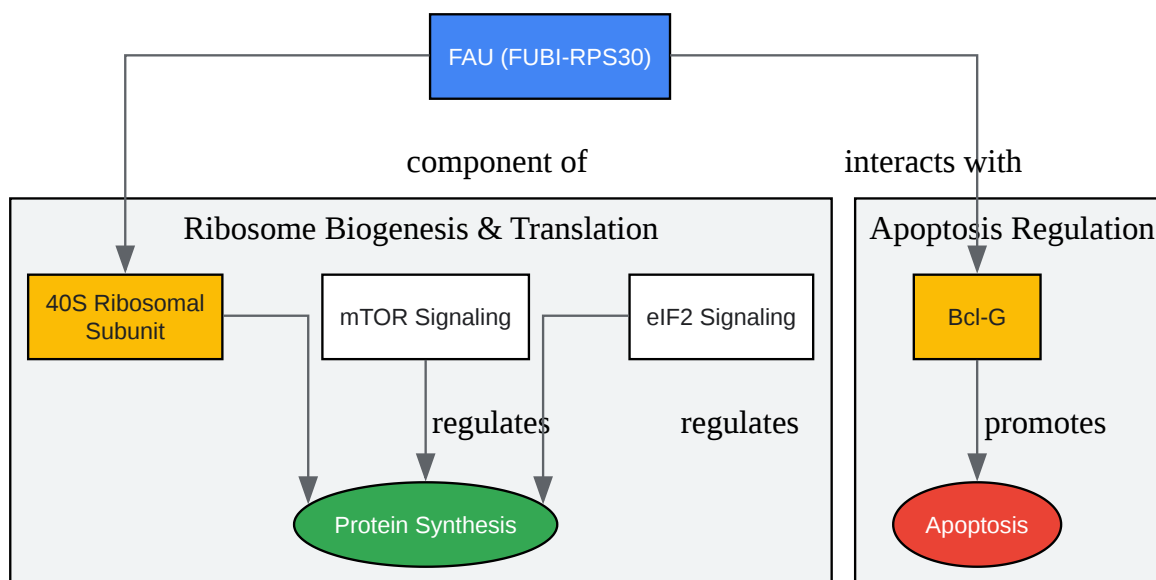 FAU (FUBI-RPS30)
component of
interacts with
Ribosome Biogenesis & Translation
Apoptosis Regulation
40S Ribosomal
Subunit
mTOR Signaling
eIF2 Signaling
Bcl-G
regulates
regulates
promotes
Protein Synthesis
Apoptosis